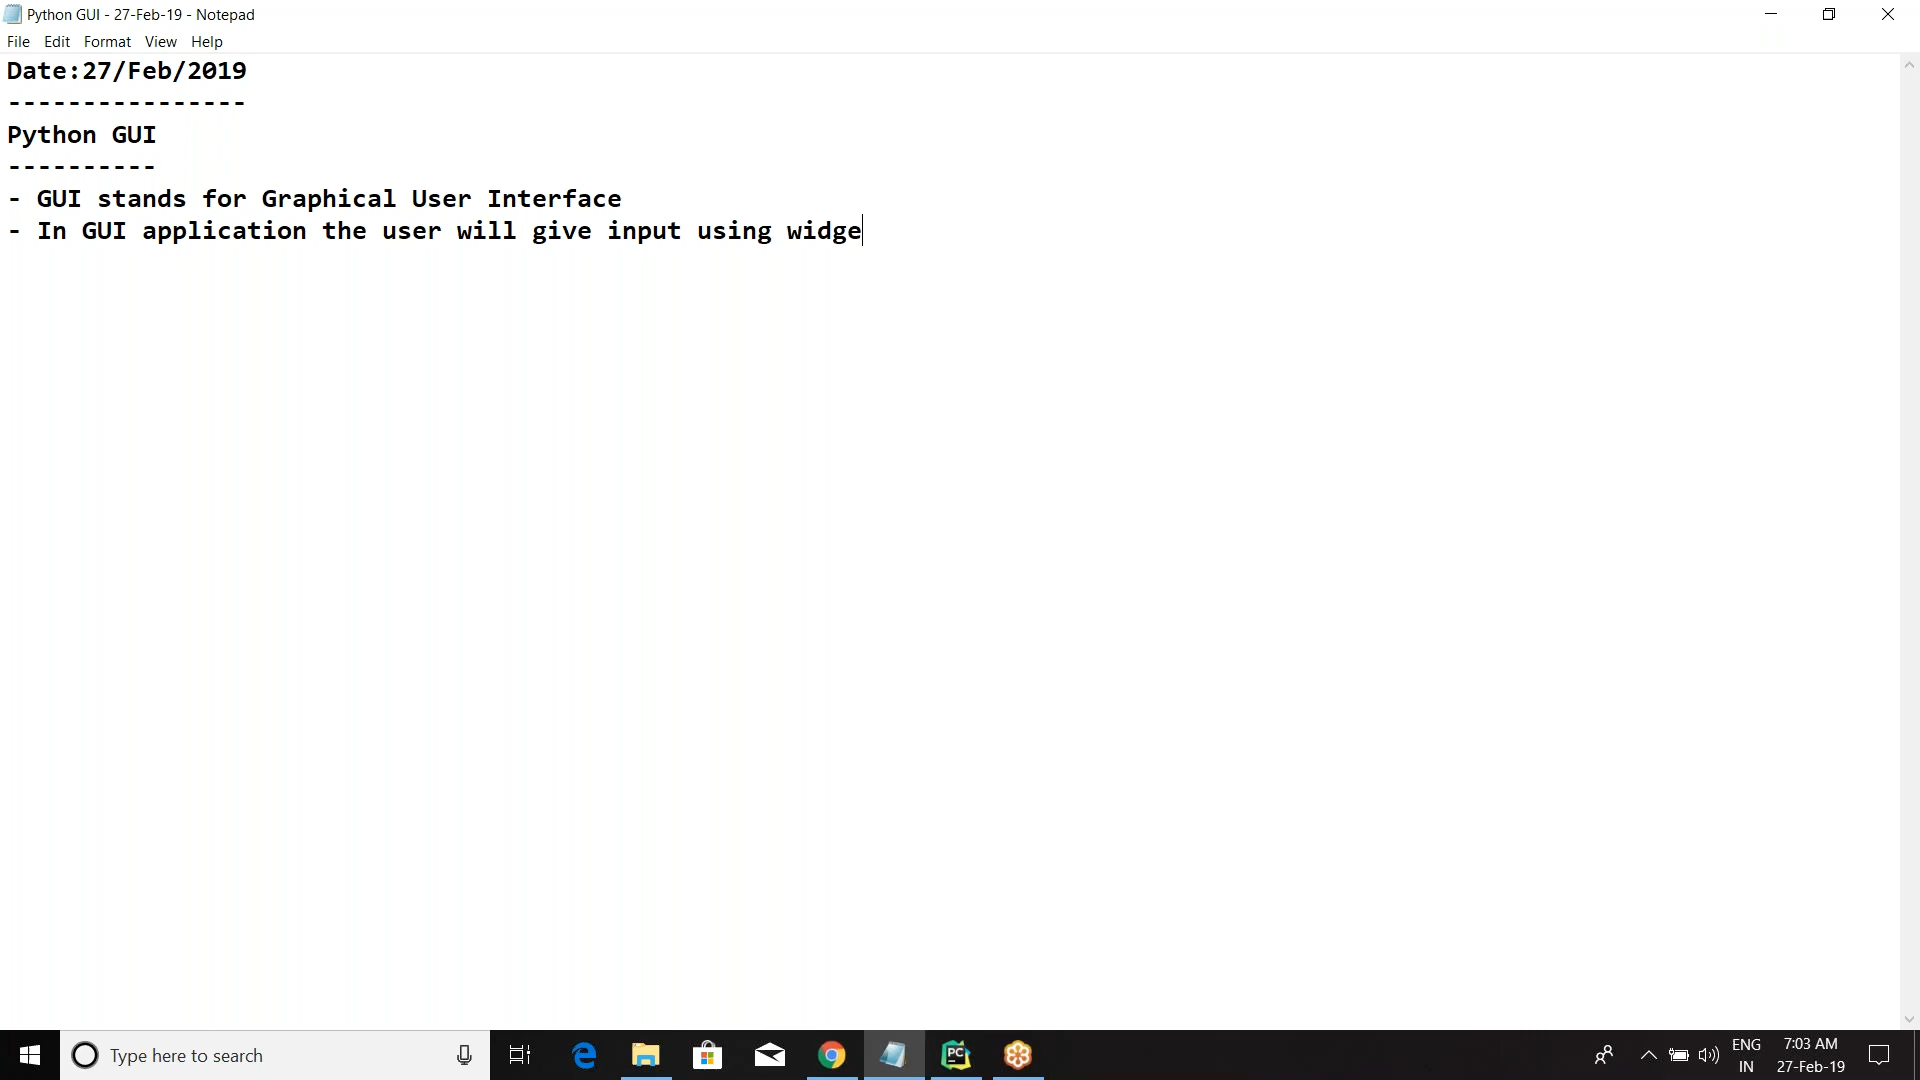 Python GUI - 27-Feb-19 - Notepad
File Edit Format View Help
Date:27/Feb/2019
----------------
Python GUI
----------
- GUI stands for Graphical User Interface
- In GUI application the user will give input using widge
Type here to search
PC
ENG
IN
7:03 AM
27-Feb-19